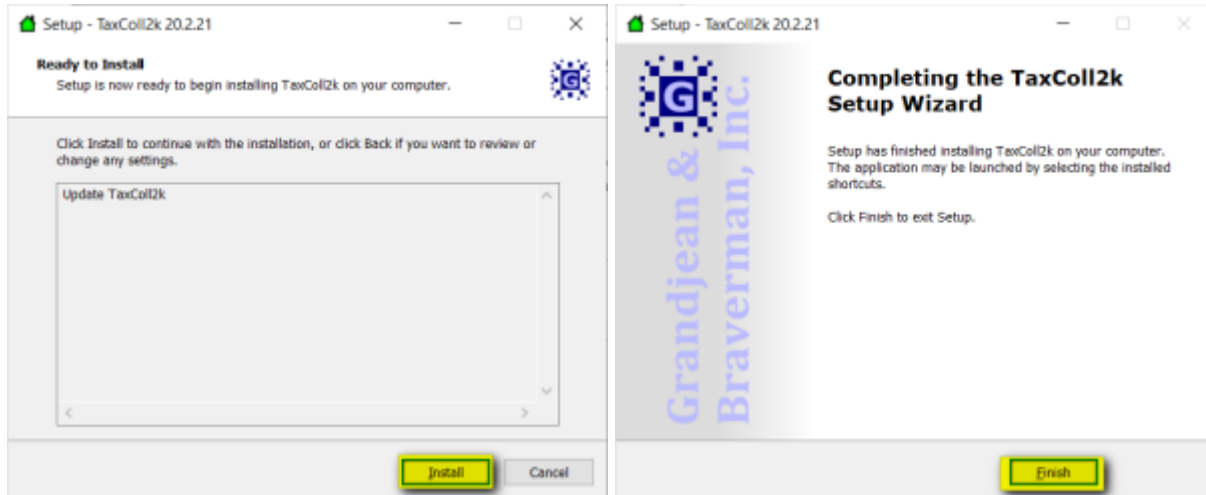 Setup - TaxColl2k 20.2.21
Ready to Install
Setup is now ready to begin installing TaxColl2k on your computer.
G
Click Install to continue with the installation, or click Back if you want to review or
change any settings.
Update TaxColl2k
Install
Cancel
Setup - TaxColl2k 20.2.21
G
Grandjean &
Braverman, Inc.
Completing the TaxColl2k
Setup Wizard
Setup has finished installing TaxColl2k on your computer.
The application may be launched by selecting the installed
shortcuts.
Click Finish to exit Setup.
Finish